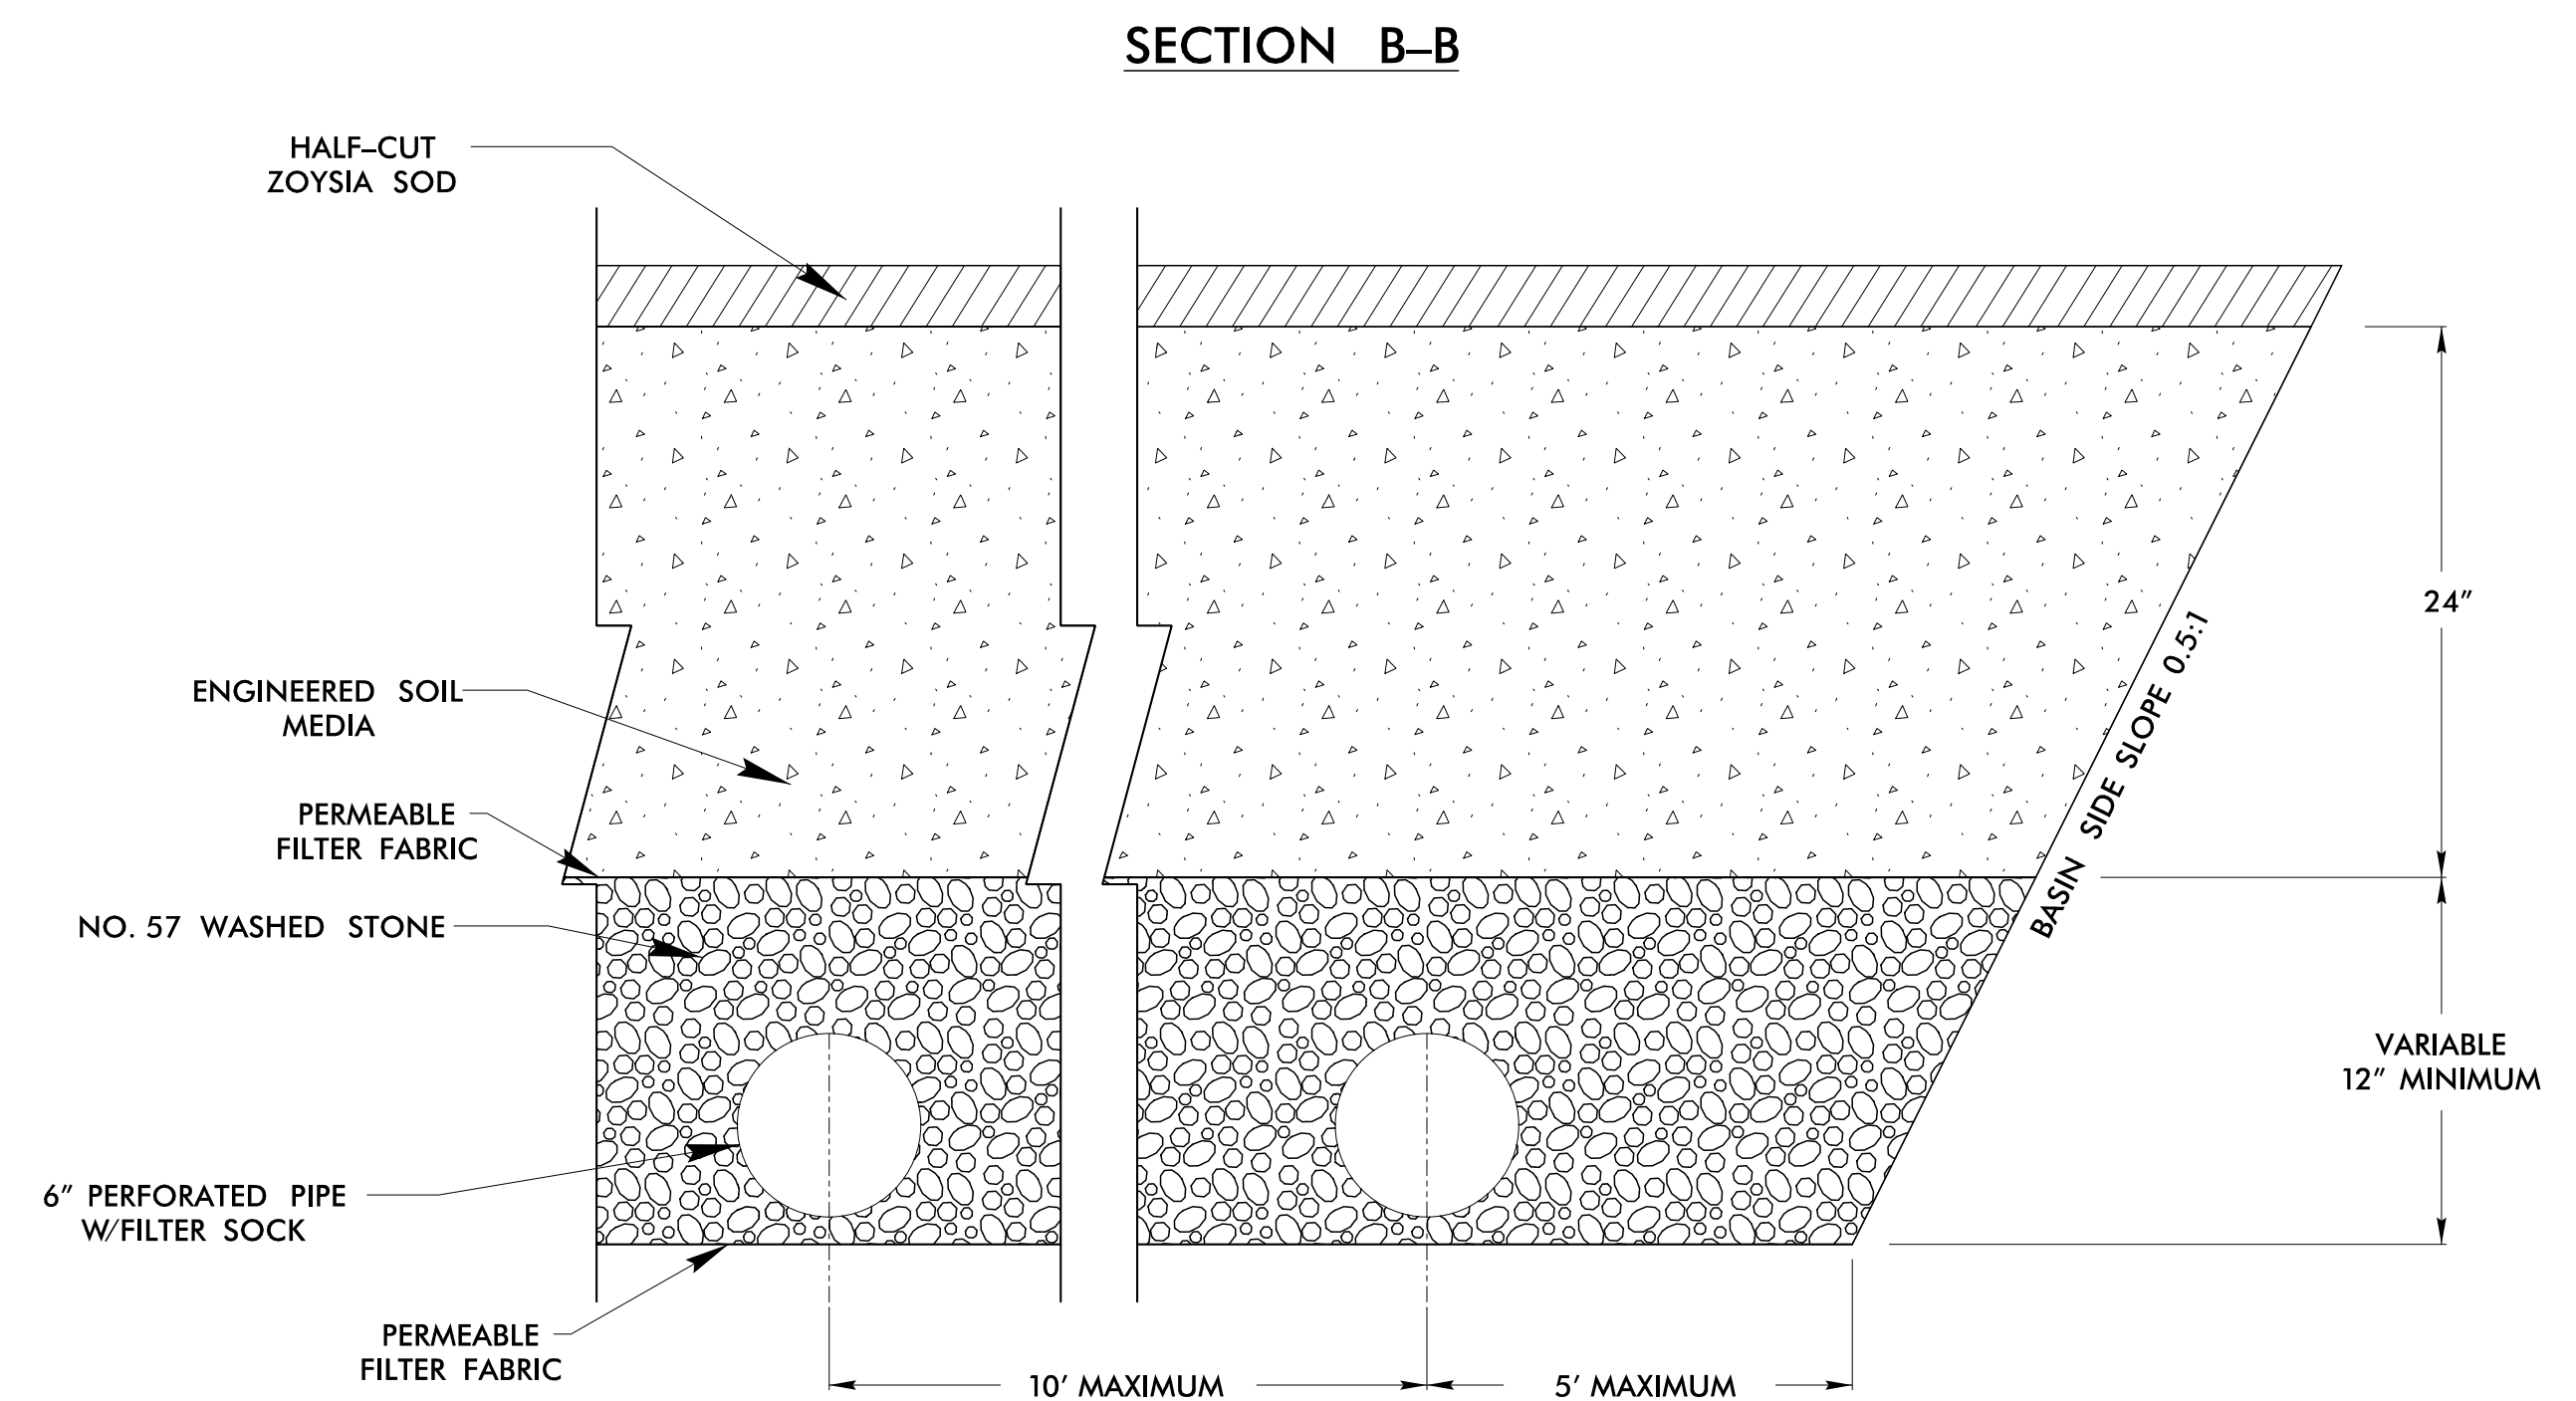 SECTION B–B
HALF–CUT
ZOYSIA SOD
24″
BASIN SIDE SLOPE 0.5:1
ENGINEERED SOIL
MEDIA
PERMEABLE
FILTER FABRIC
NO. 57 WASHED STONE
VARIABLE
12″ MINIMUM
6″ PERFORATED PIPE
W/FILTER SOCK
PERMEABLE
FILTER FABRIC
10′ MAXIMUM
5′ MAXIMUM